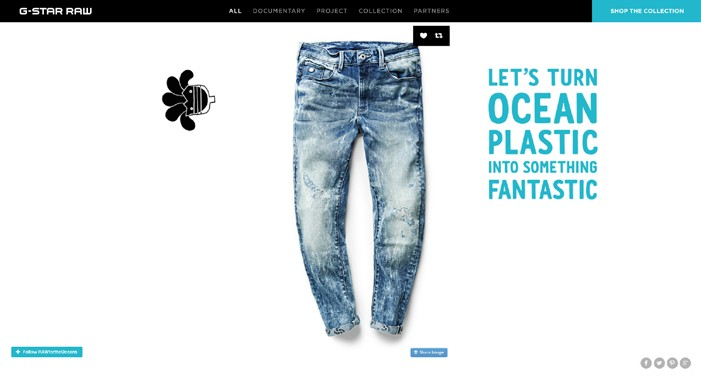 G-STAR RAW
ALL DOCUMENTARY PROJECT COLLECTION PARTNERS
SHOP THE COLLECTION
LET'S TURN
OCEAN
PLASTIC
INTO SOMETHING
FANTASTIC